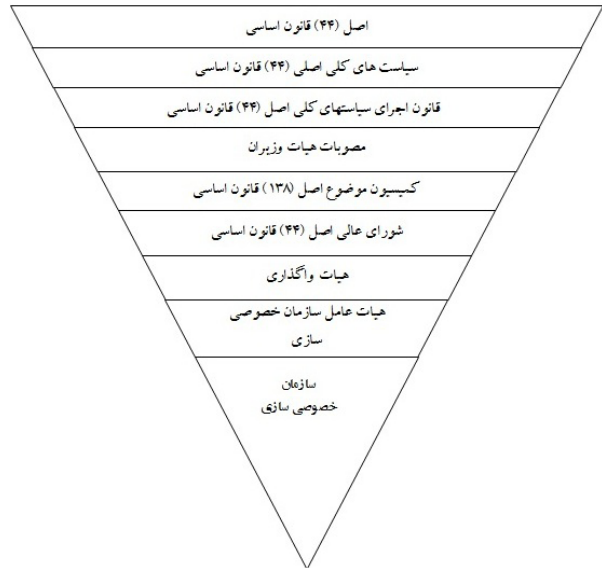 اصل (۴۴) قانون اساسی
سیاست های کلی اصلی (۴۴) قانون اساسی
قانون اجرای سیاستهای کلی اصل (۴۴) قانون اساسی
مصوبات هیات وزیران
کمیسیون موضوع اصل (۱۳۸) قانون اساسی
شورای عالی اصل (۴۴) قانون اساسی
هیات واگذاری
هیات عامل سازمان خصوصی
سازی
سازمان
خصوصی سازی